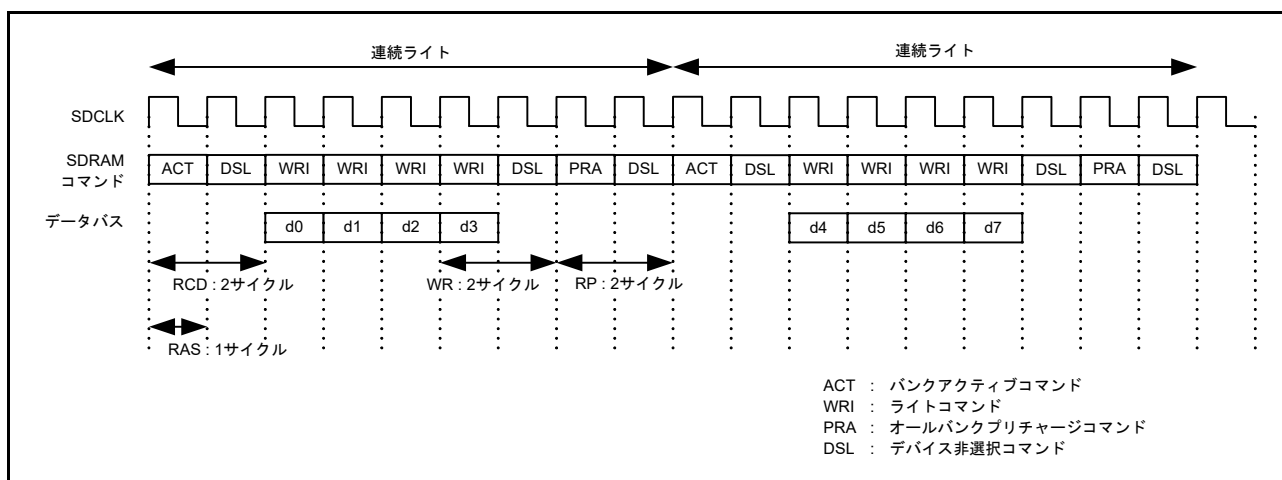 連続ライト 連続ライト
SDCLK
SDRAM
コマンド
ACT DSL WRI WRI WRI WRI DSL PRA DSL ACT DSL WRI WRI WRI WRI DSL PRA DSL
データバス d0 d1 d2 d3 d4 d5 d6 d7
RCD : 2サイクル WR : 2サイクル RP : 2サイクル
RAS : 1サイクル
ACT : バンクアクティブコマンド
WRI : ライトコマンド
PRA : オールバンクプリチャージコマンド
DSL : デバイス非選択コマンド